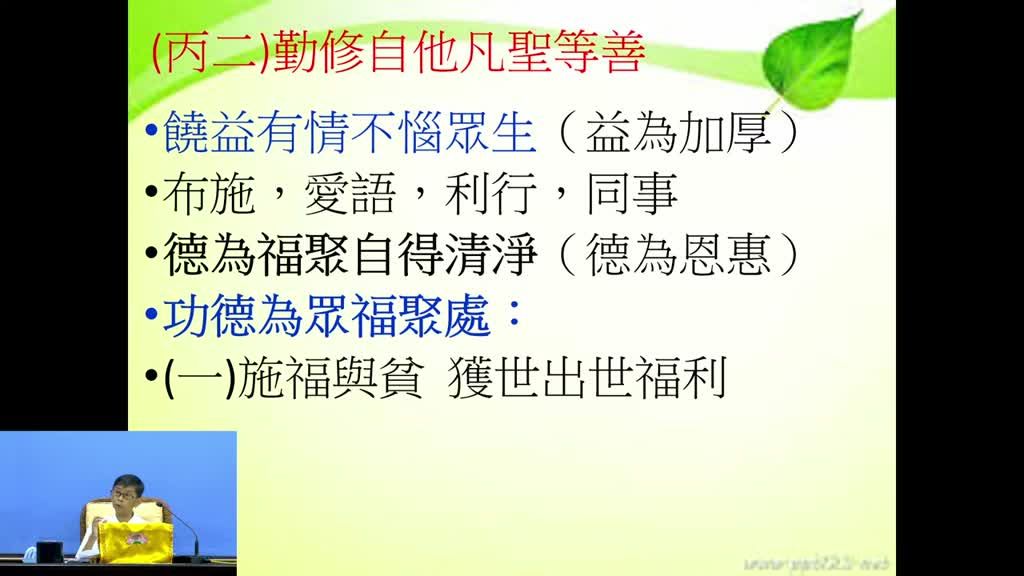 (丙二)勤修自他凡聖等善
•饒益有情不惱眾生（益為加厚）
•布施，愛語，利行，同事
•德為福聚自得清淨（德為恩惠）
•功德為眾福聚處：
•(一)施福與貧 獲世出世福利